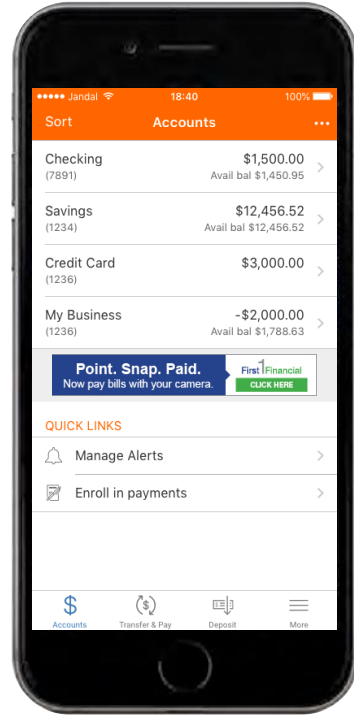 Jandal 18:40 100%
Sort Accounts
Checking $1,500.00
(7891) Avail bal $1,450.95
Savings $12,456.52
(1234) Avail bal $12,456.52
Credit Card $3,000.00
(1236)
My Business -$2,000.00
(1236) Avail bal $1,788.63
Point. Snap. Paid.
Now pay bills with your camera.
First 1 Financial
CLICK HERE
QUICK LINKS
Manage Alerts
Enroll in payments
Accounts Transfer & Pay Deposit More